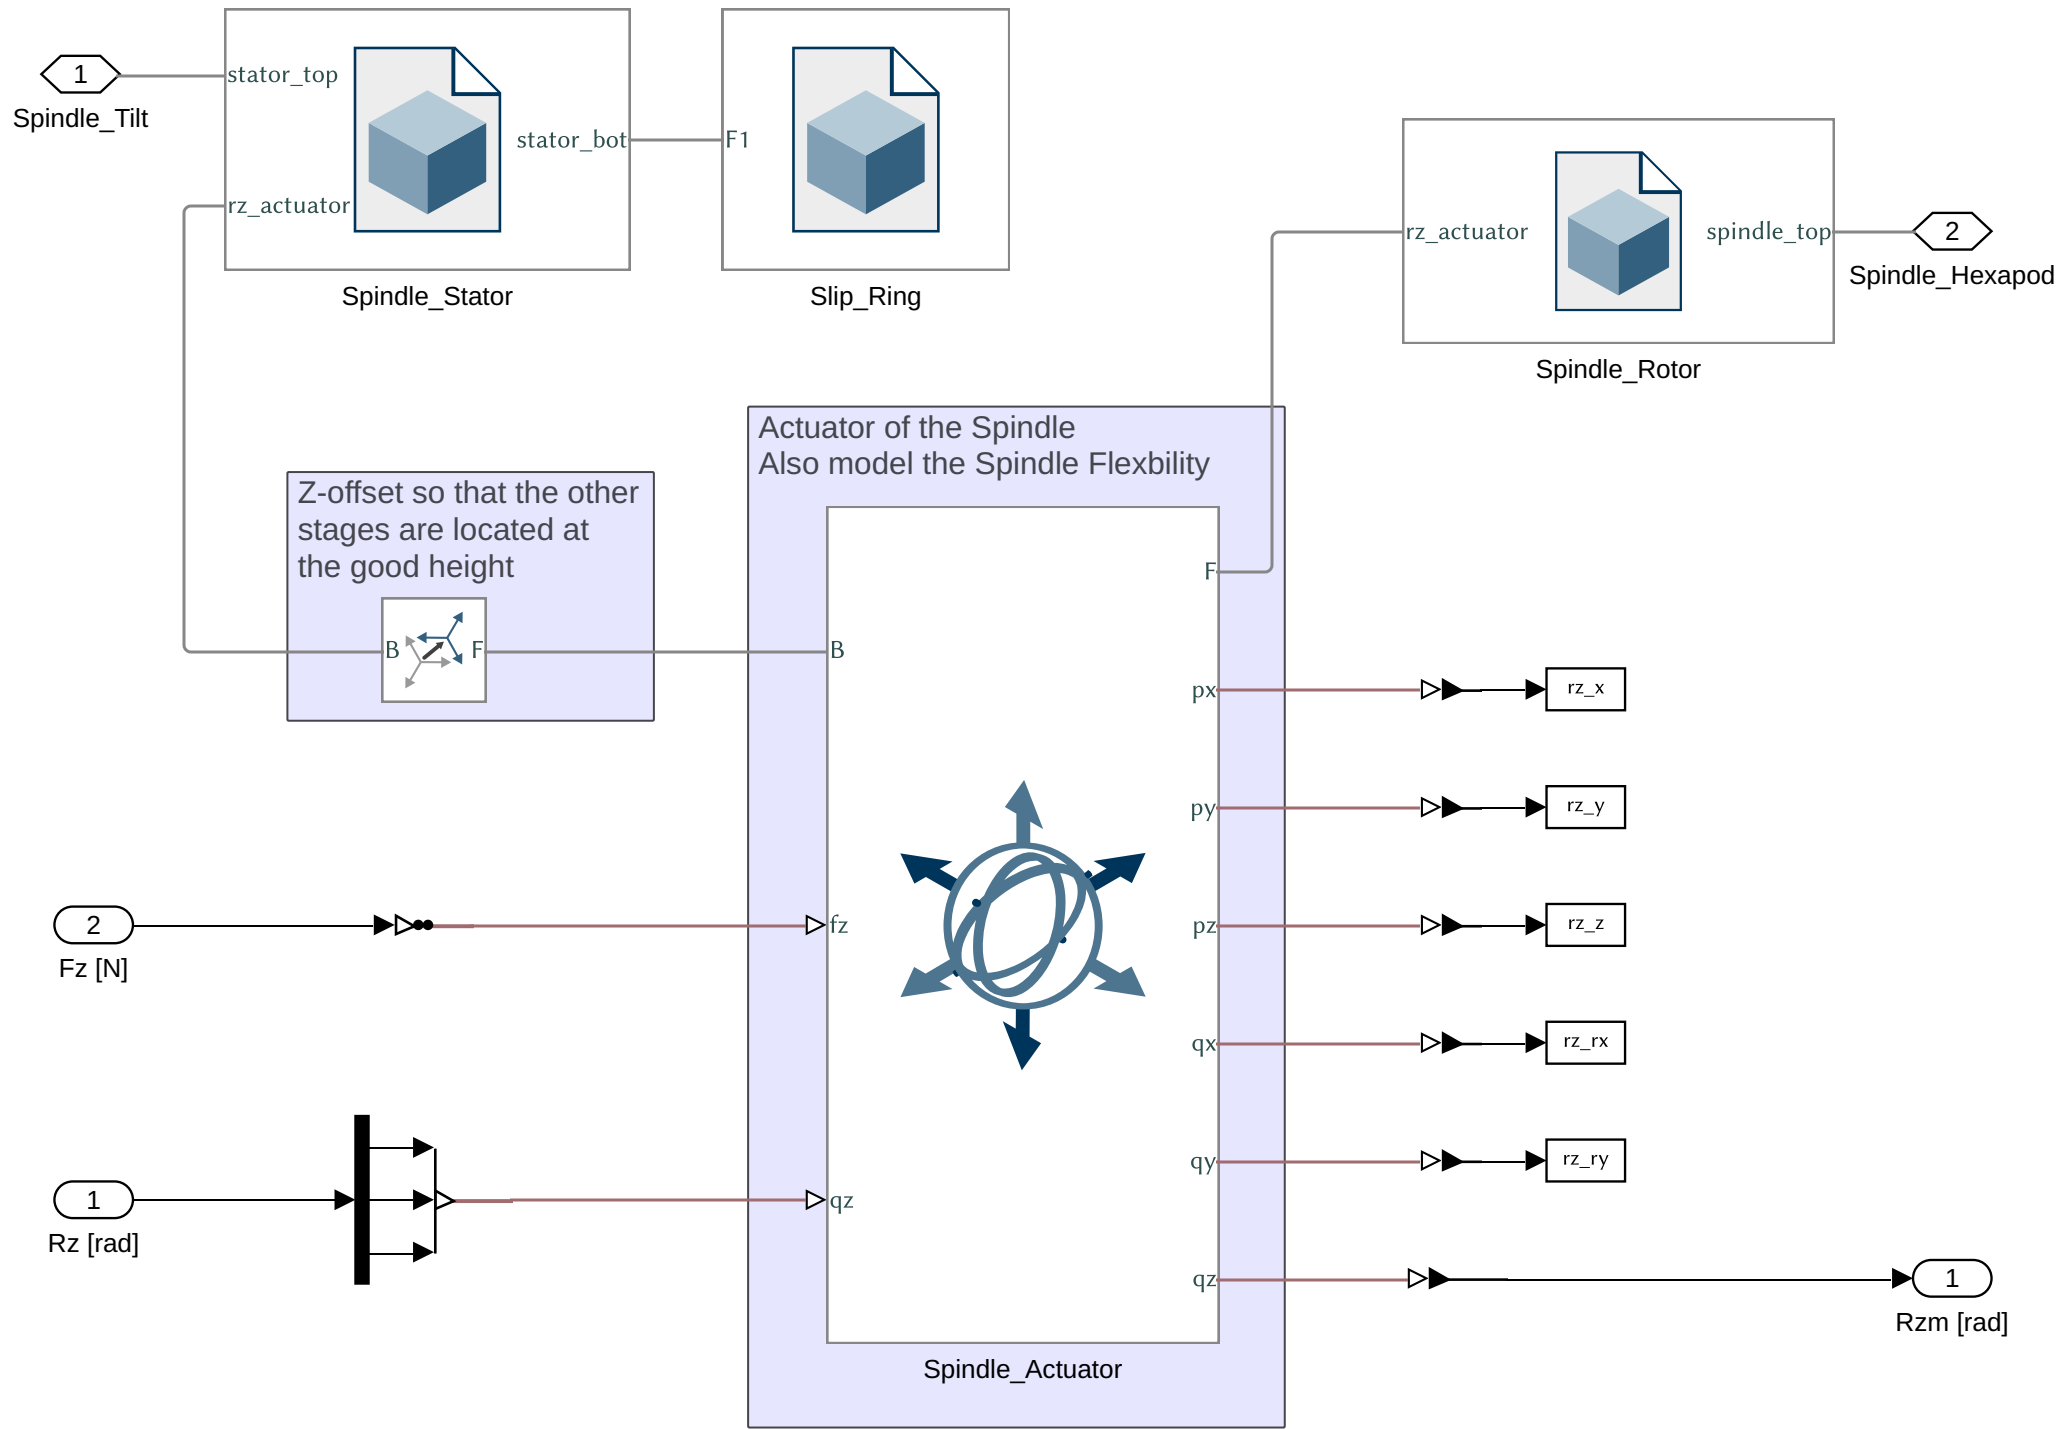 1
Spindle_Tilt
stator_top
rz_actuator
stator_bot
Spindle_Stator
F1
Slip_Ring
rz_actuator
spindle_top
Spindle_Rotor
2
Spindle_Hexapod
Z-offset so that the other
stages are located at
the good height
B
F
Actuator of the Spindle
Also model the Spindle Flexbility
B
fz
qz
F
px
py
pz
qx
qy
qz
Spindle_Actuator
2
Fz [N]
1
Rz [rad]
rz_x
rz_y
rz_z
rz_rx
rz_ry
1
Rzm [rad]